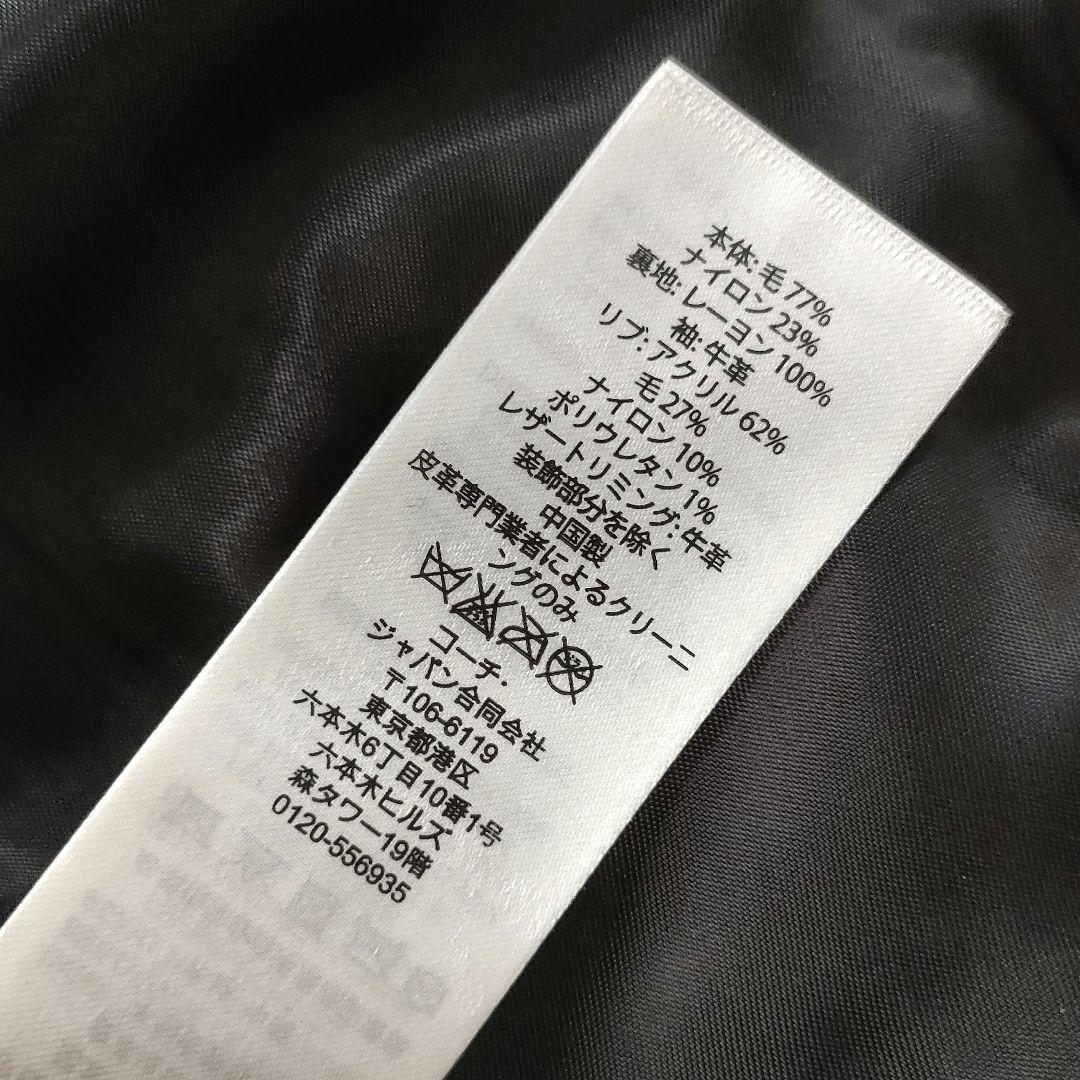 本体: 毛 77%
ナイロン 23%
裏地: レーヨン 100%
袖: 牛革
リブ: アクリル 62%
毛 27%
ナイロン 10%
ポリウレタン 1%
レザートリミング: 牛革
装飾部分を除く
中国製
皮革専門業者によるクリーニ
ングのみ
コーチ・
ジャパン合同会社
〒106-6119
東京都港区
六本木6丁目10番1号
六本木ヒルズ
森タワー19階
0120-556935